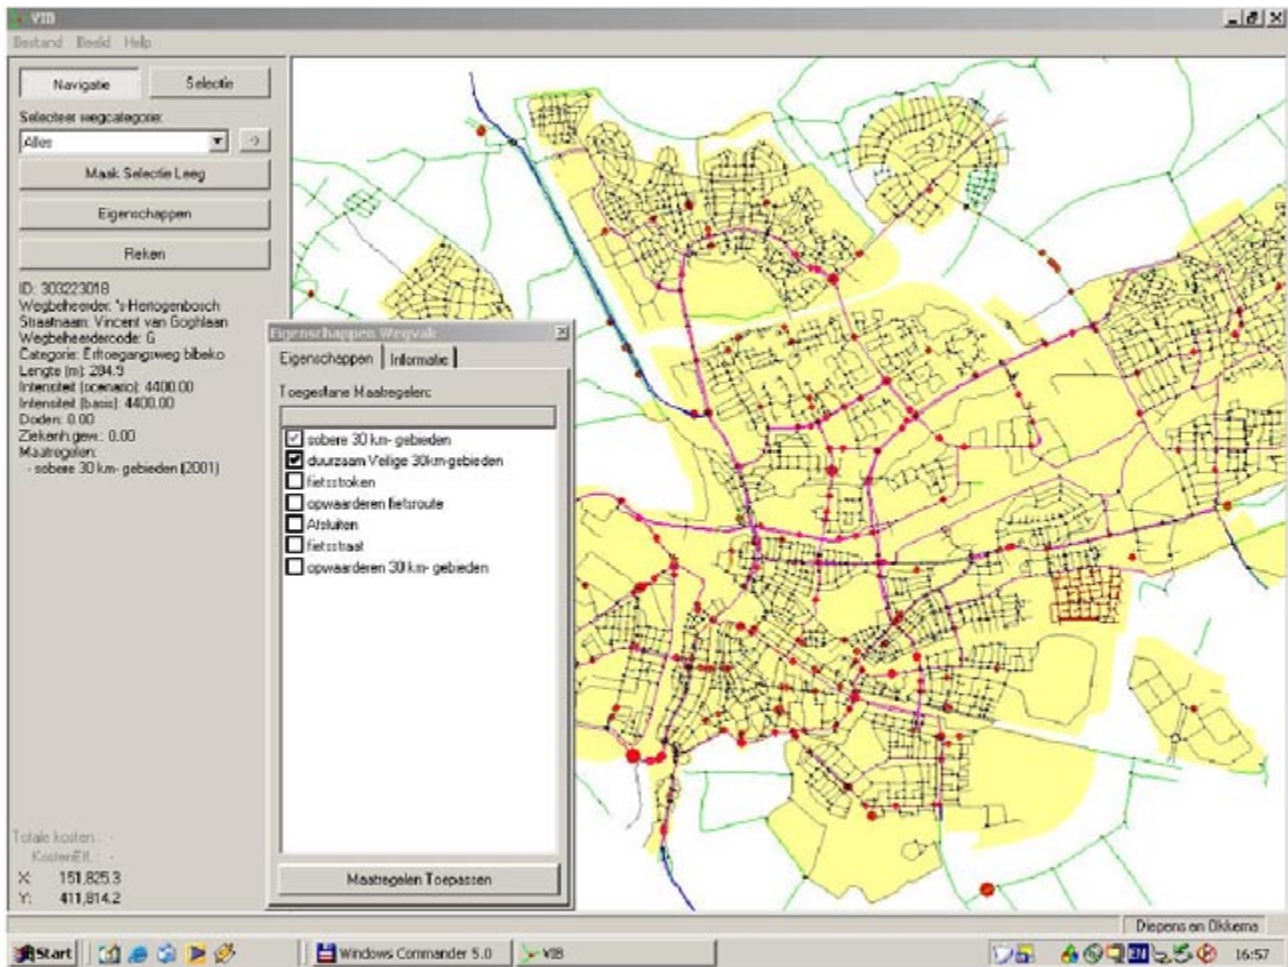 VIB
Bestand Beeld Help
Navigatie Selectie
Selecteer wegcategorie:
Alles
->
Maak Selectie Leeg
Eigenschappen
Reken
ID: 303223018
Wegbeheerder: 's-Hertogenbosch
Straatnaam: Vincent van Goghlaan
Wegbeheerdercode: G
Categorie: Erftoegangsweg bibeko
Lengte (m): 284.9
Intensiteit (scenario): 4400.00
Intensiteit (basis): 4400.00
Doden: 0.00
Ziekenh.gew.: 0.00
Maatregelen:
- sobere 30 km- gebieden (2001)
Eigenschappen Wegvak
Eigenschappen Informatie
Toegestane Maatregelen:
sobere 30 km- gebieden
duurzaam Veilige 30km-gebieden
fietsstroken
opwaarderen fietsroute
Afsluiten
fietsstraat
opwaarderen 30 km- gebieden
Maatregelen Toepassen
Totale kosten : -
KostenEff. : -
X: 151,825.3
Y: 411,814.2
Diepens en Okkema
Start
Windows Commander 5.0
VIB
EN
16:57